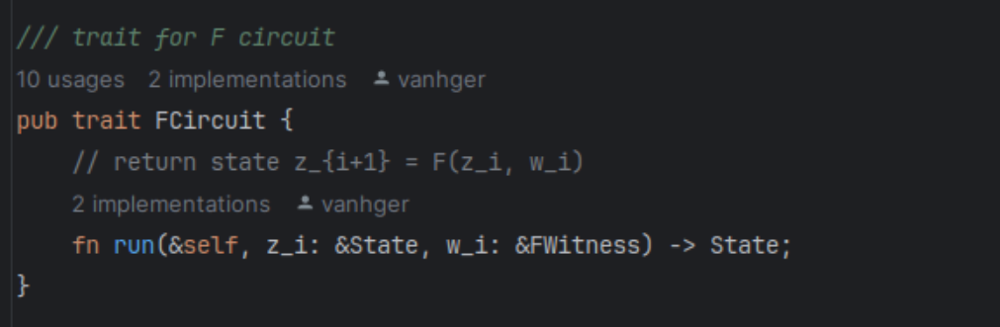 /// trait for F circuit
10 usages   2 implementations   vanhger
pub trait FCircuit {
    // return state z_{i+1} = F(z_i, w_i)
    2 implementations   vanhger
    fn run(&self, z_i: &State, w_i: &FWitness) -> State;
}